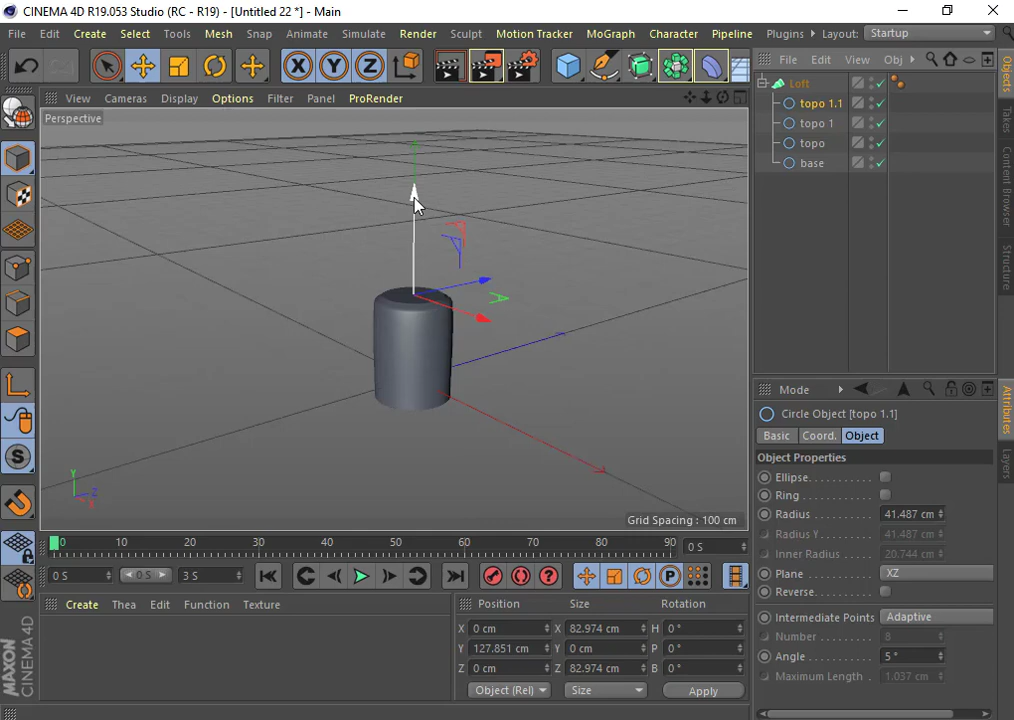 CINEMA 4D R19.053 Studio (RC - R19) - [Untitled 22 *] - Main
File Edit Create Select Tools Mesh Snap Animate Simulate Render Sculpt Motion Tracker MoGraph Character Pipeline Plugins Layout: Startup
X Y Z
File Edit View Obj
View Cameras Display Options Filter Panel ProRender
Perspective
Loft
topo 1.1
topo 1
topo
base
Objects
Takes
Content Browser
Structure
Y
Z
X
Grid Spacing : 100 cm
Mode
Circle Object [topo 1.1]
Basic Coord. Object
Object Properties
Ellipse
Ring
Radius 41.487 cm
Radius Y 41.487 cm
Inner Radius 20.744 cm
Plane XZ
Reverse
Intermediate Points Adaptive
Number 8
Angle 5 °
Maximum Length 1.037 cm
Attributes
Layers
S
0 10 20 30 40 50 60 70 80 90 0 S
0 S 0 S 3 S
P
Create Thea Edit Function Texture
Position Size Rotation
X 0 cm X 82.974 cm H 0 °
Y 127.851 cm Y 0 cm P 0 °
Z 0 cm Z 82.974 cm B 0 °
Object (Rel) Size Apply
MAXON
CINEMA 4D